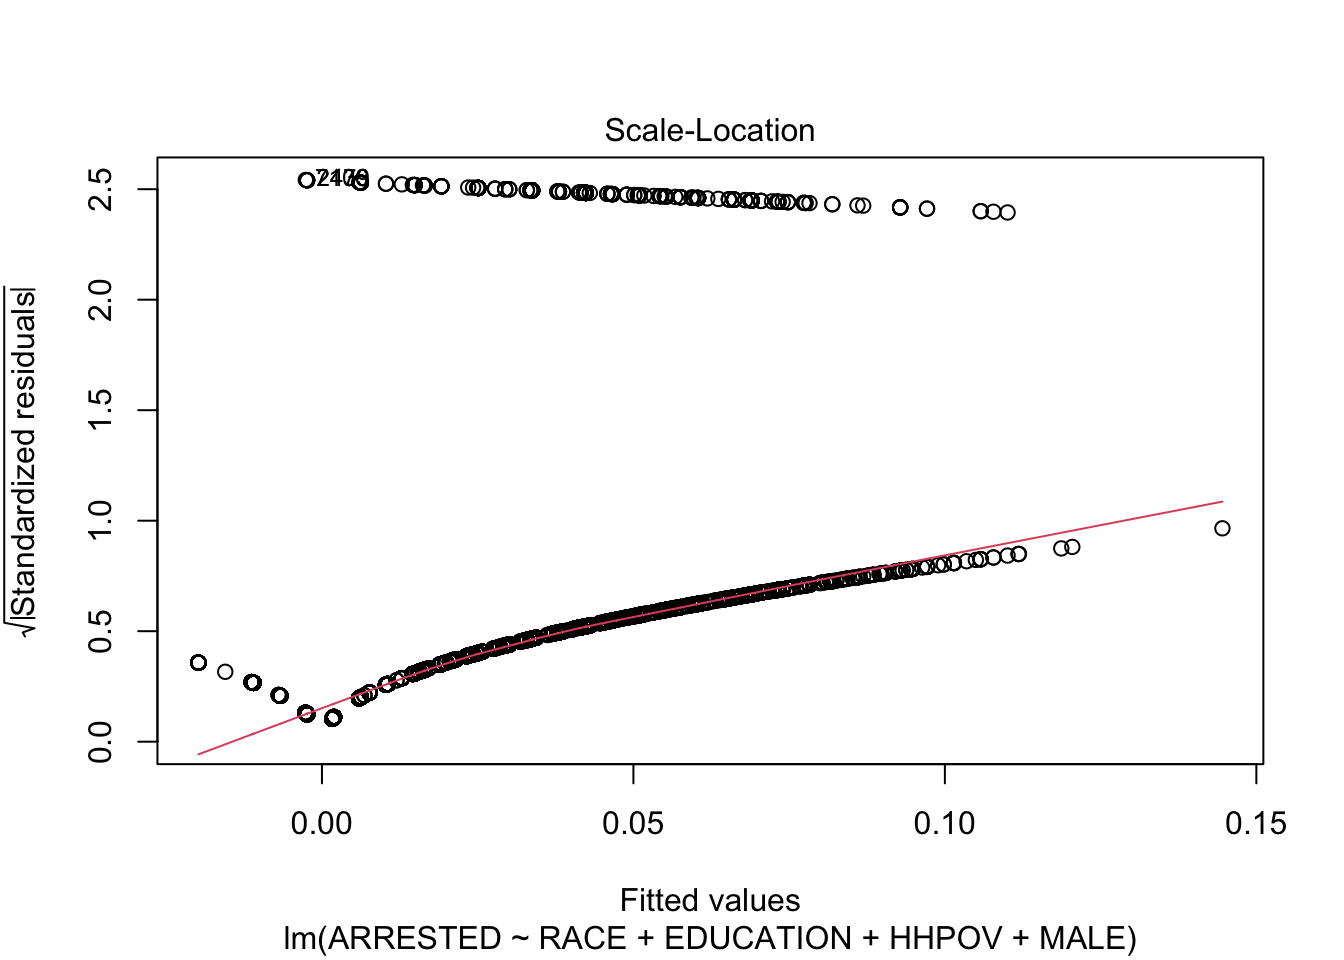 Scale-Location
√|Standardized residuals|
2.5
2.0
1.5
1.0
0.5
0.0
0.00 0.05 0.10 0.15
Fitted values
lm(ARRESTED ~ RACE + EDUCATION + HHPOV + MALE)